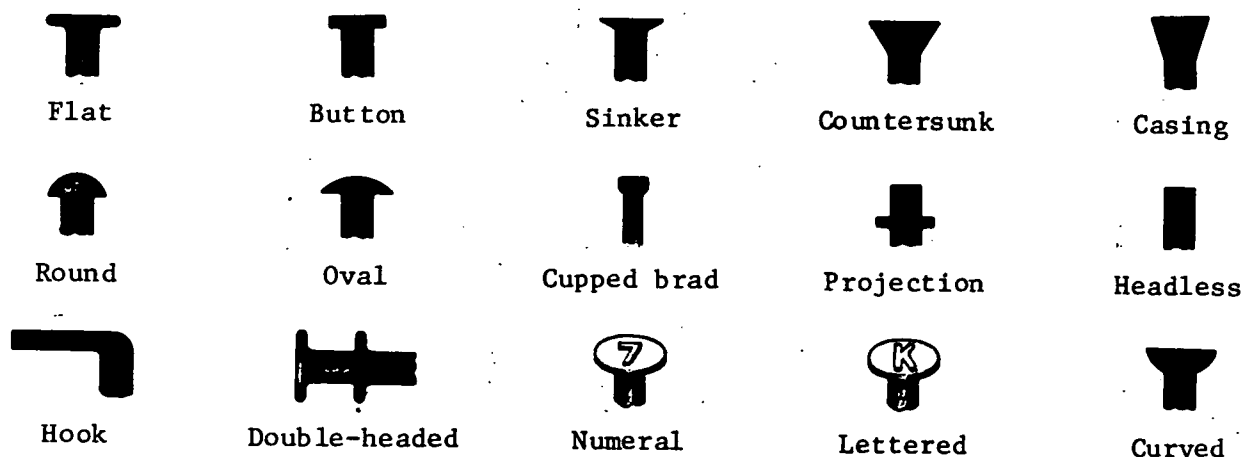 Flat Button Sinker Countersunk Casing
Round Oval Cupped brad Projection Headless
7 K
Hook Double-headed Numeral Lettered Curved